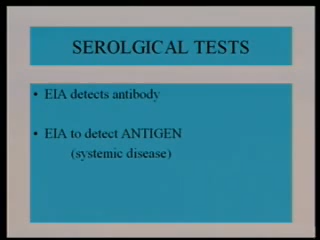 SEROLGICAL TESTS
• EIA detects antibody
• EIA to detect ANTIGEN
(systemic disease)